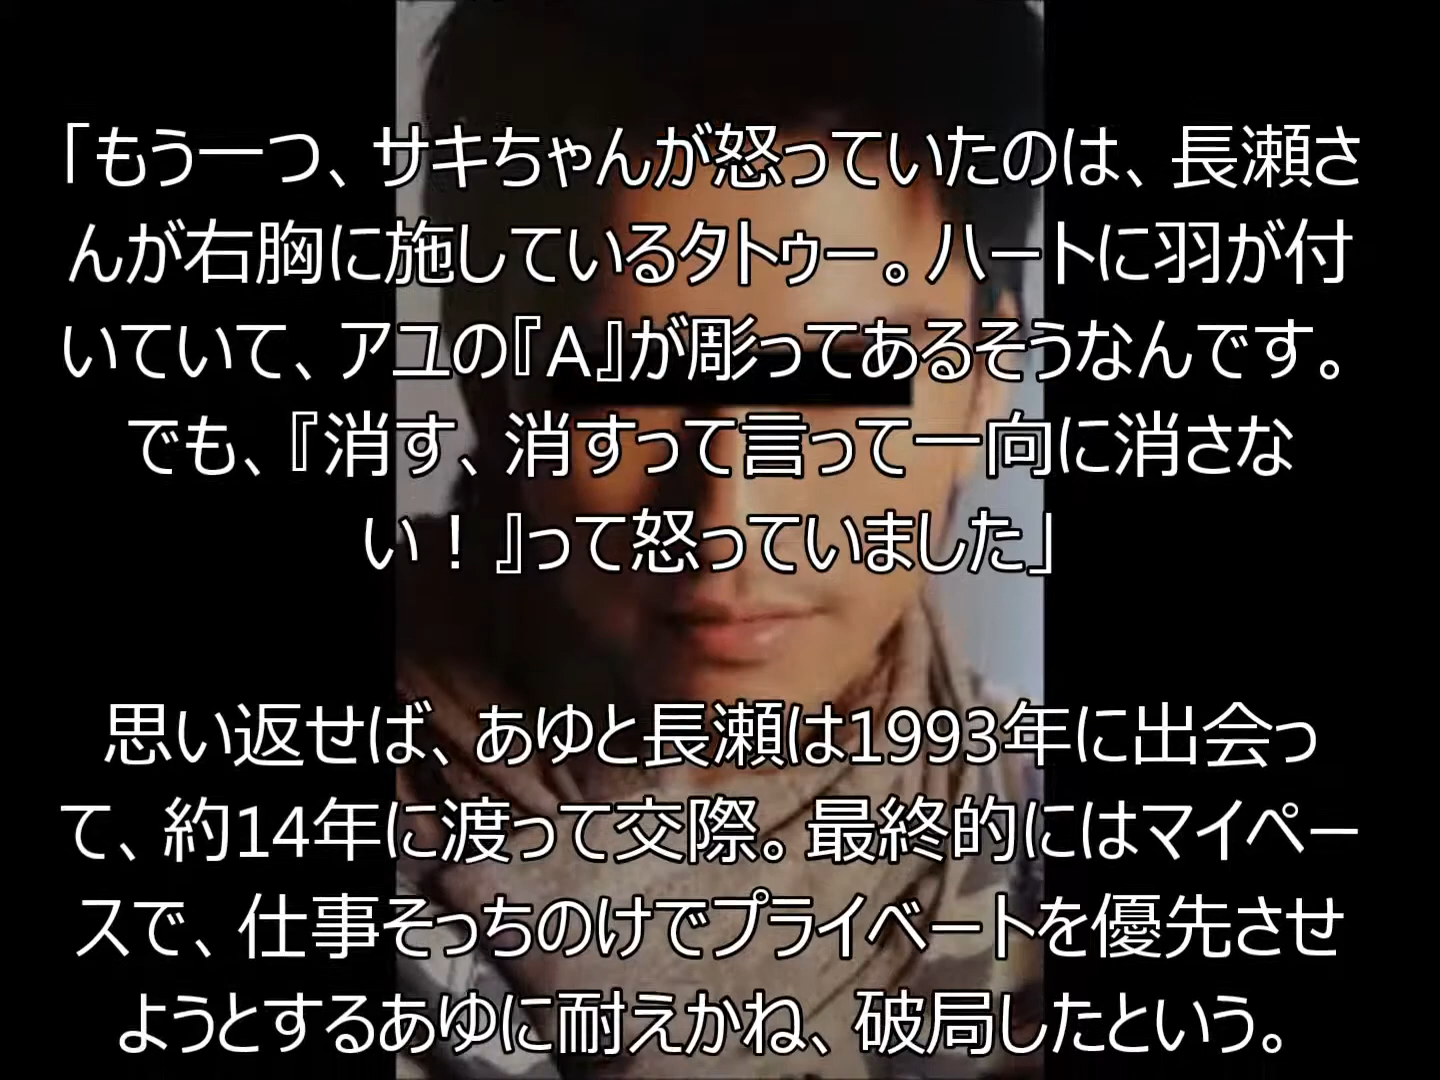 「もう一つ、サキちゃんが怒っていたのは、長瀬さ
んが右胸に施しているタトゥー。ハートに羽が付
いていて、アユの『A』が彫ってあるそうなんです。
でも、『消す、消すって言って一向に消さな
い！』って怒っていました」
思い返せば、あゆと長瀬は1993年に出会っ
て、約14年に渡って交際。最終的にはマイペー
スで、仕事そっちのけでプライベートを優先させ
ようとするあゆに耐えかね、破局したという。